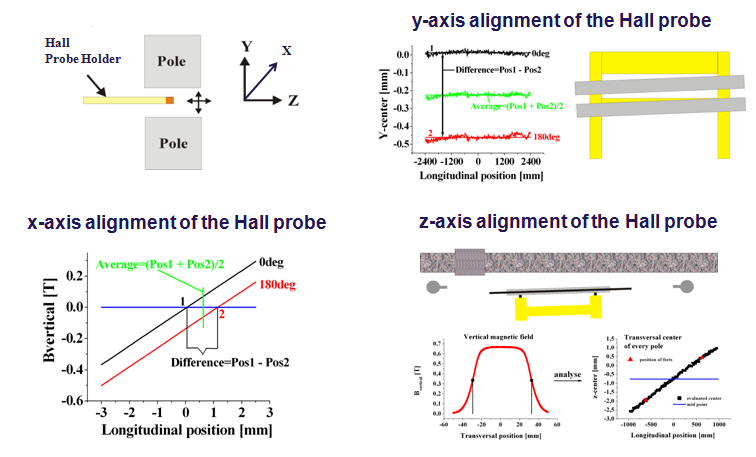 Hall
Probe Holder
Pole
Pole
Y
X
Z
y-axis alignment of the Hall probe
Y-center [mm]
0.0
-0.1
-0.2
-0.3
-0.4
-0.5
1
0deg
Difference=Pos1 - Pos2
Average=(Pos1 + Pos2)/2
2
180deg
-2400 -1200 0 1200 2400
Longitudinal position [mm]
x-axis alignment of the Hall probe
Bvertical [T]
0.2
0.0
-0.2
-0.4
-0.6
Average=(Pos1 + Pos2)/2
0deg
180deg
1
2
Difference=Pos1 - Pos2
-3 -2 -1 0 1 2 3
Longitudinal position [mm]
z-axis alignment of the Hall probe
Vertical magnetic field
B vertical [T]
0,7
0,6
0,5
0,4
0,3
0,2
0,1
0,0
-60 -40 -20 0 20 40 60
Transversal position [mm]
analyse
Transversal center
of every pole
position of feets
evaluated center
mid point
z-center [mm]
1,5
1,0
0,5
0,0
-0,5
-1,0
-1,5
-2,0
-2,5
-3,0
-1000 -500 0 500 1000
Longitudinal position [mm]